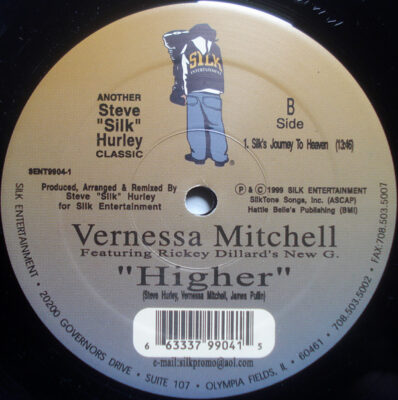 SILK
ENTERTAINMENT
ANOTHER
Steve
"Silk"
Hurley
CLASSIC
B
Side
1. Silk's Journey To Heaven (13:46)
SENT9904-1
Produced, Arranged & Remixed By
Steve "Silk" Hurley
for Silk Entertainment
℗ & © 1999 SILK ENTERTAINMENT
SilkTone Songs, Inc. (ASCAP)
Hattie Belle's Publishing (BMI)
Vernessa Mitchell
Featuring Rickey Dillard's New G.
"Higher"
(Steve Hurley, Vernessa Mitchell, James Pullin)
6 63337 99041 5
e-mail:silkpromo@aol.com
SILK ENTERTAINMENT • 20200 GOVERNORS DRIVE • SUITE 107 • OLYMPIA FIELDS, IL • 60461 • 708.503.5002 • FAX:708.503.5007